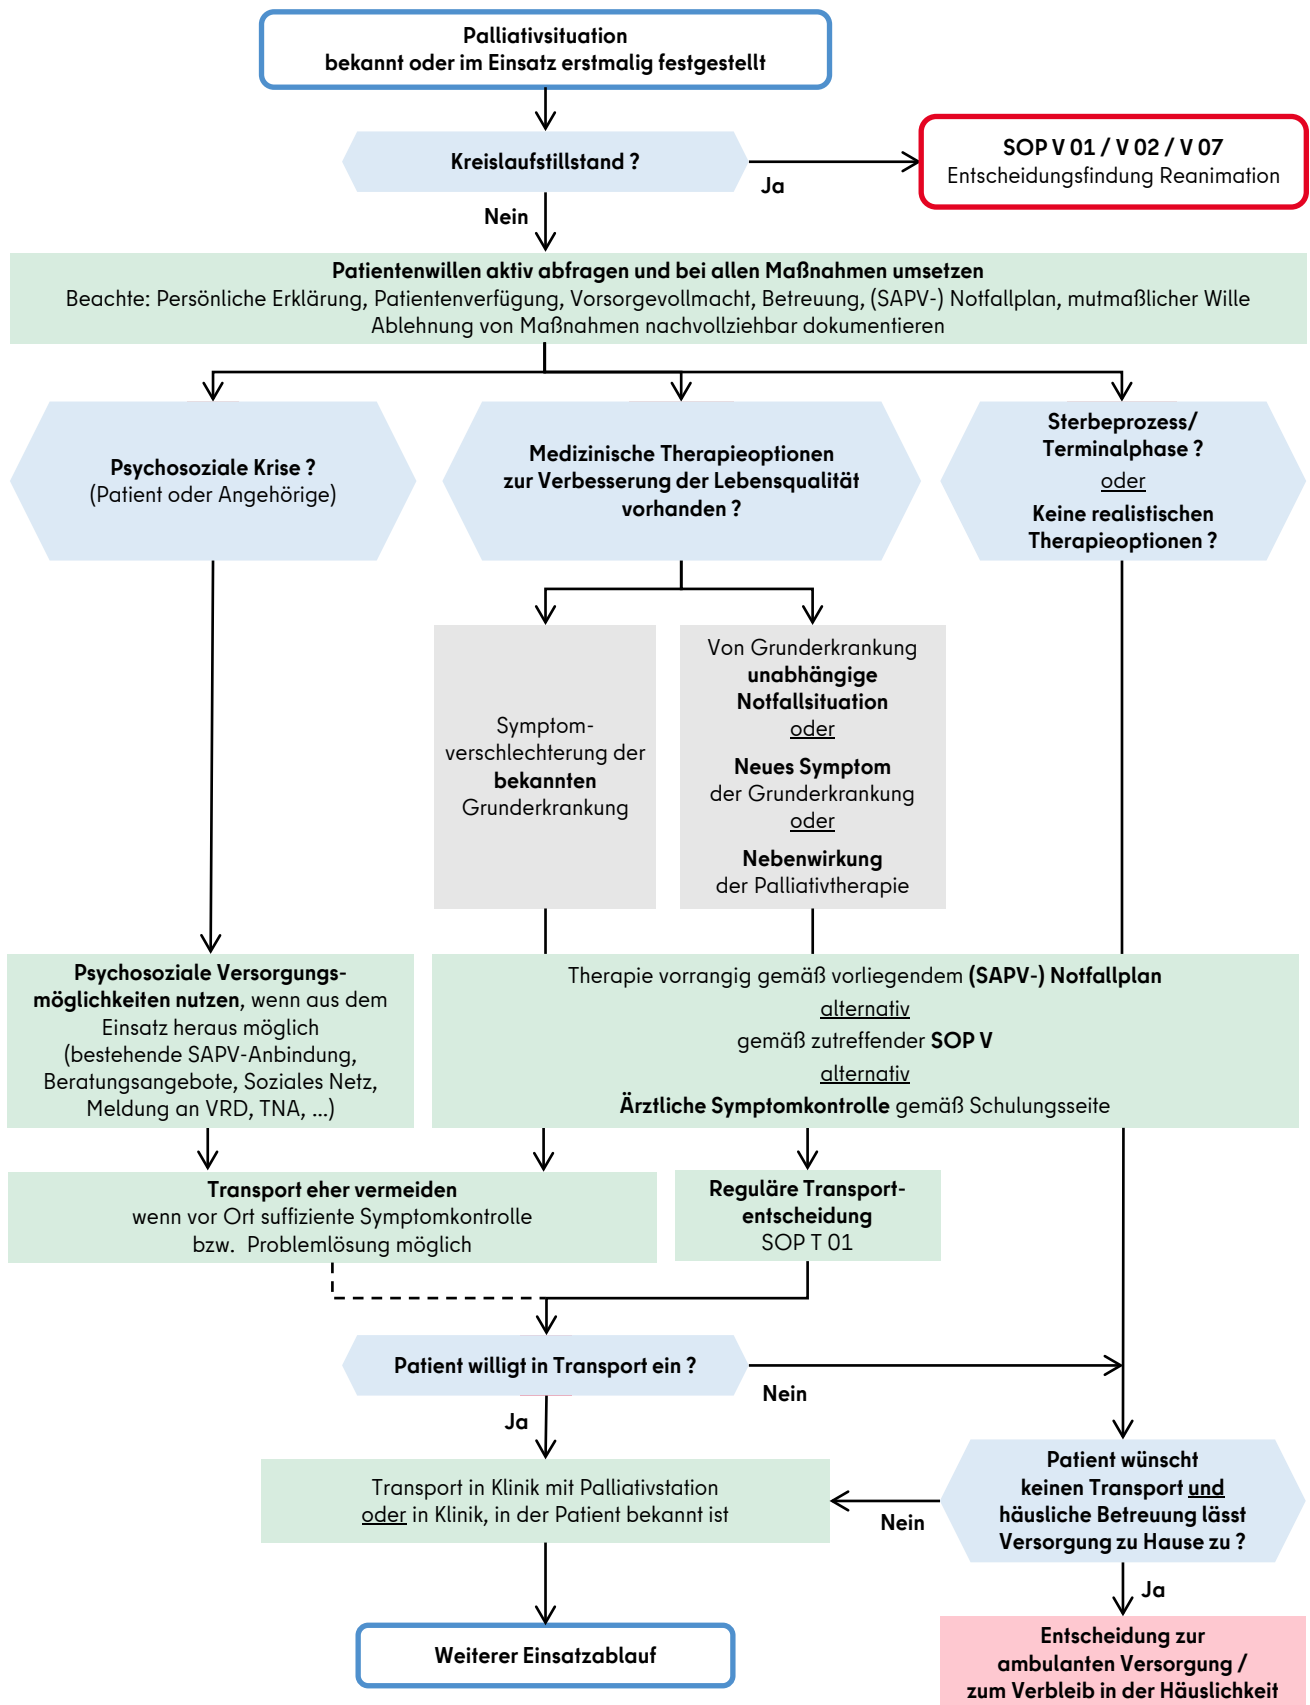 Palliativsituation
bekannt oder im Einsatz erstmalig festgestellt
Kreislaufstillstand ?
Ja
SOP V 01 / V 02 / V 07
Entscheidungsfindung Reanimation
Nein
Patientenwillen aktiv abfragen und bei allen Maßnahmen umsetzen
Beachte: Persönliche Erklärung, Patientenverfügung, Vorsorgevollmacht, Betreuung, (SAPV-) Notfallplan, mutmaßlicher Wille
Ablehnung von Maßnahmen nachvollziehbar dokumentieren
Psychosoziale Krise ?
(Patient oder Angehörige)
Medizinische Therapieoptionen
zur Verbesserung der Lebensqualität
vorhanden ?
Sterbeprozess/
Terminalphase ?
oder
Keine realistischen
Therapieoptionen ?
Symptom-
verschlechterung der
bekannten
Grunderkrankung
Von Grunderkrankung
unabhängige
Notfallsituation
oder
Neues Symptom
der Grunderkrankung
oder
Nebenwirkung
der Palliativtherapie
Psychosoziale Versorgungs-
möglichkeiten nutzen, wenn aus dem
Einsatz heraus möglich
(bestehende SAPV-Anbindung,
Beratungsangebote, Soziales Netz,
Meldung an VRD, TNA, ...)
Therapie vorrangig gemäß vorliegendem (SAPV-) Notfallplan
alternativ
gemäß zutreffender SOP V
alternativ
Ärztliche Symptomkontrolle gemäß Schulungsseite
Transport eher vermeiden
wenn vor Ort suffiziente Symptomkontrolle
bzw. Problemlösung möglich
Reguläre Transport-
entscheidung
SOP T 01
Patient willigt in Transport ein ?
Nein
Ja
Transport in Klinik mit Palliativstation
oder in Klinik, in der Patient bekannt ist
Nein
Patient wünscht
keinen Transport und
häusliche Betreuung lässt
Versorgung zu Hause zu ?
Ja
Weiterer Einsatzablauf
Entscheidung zur
ambulanten Versorgung /
zum Verbleib in der Häuslichkeit